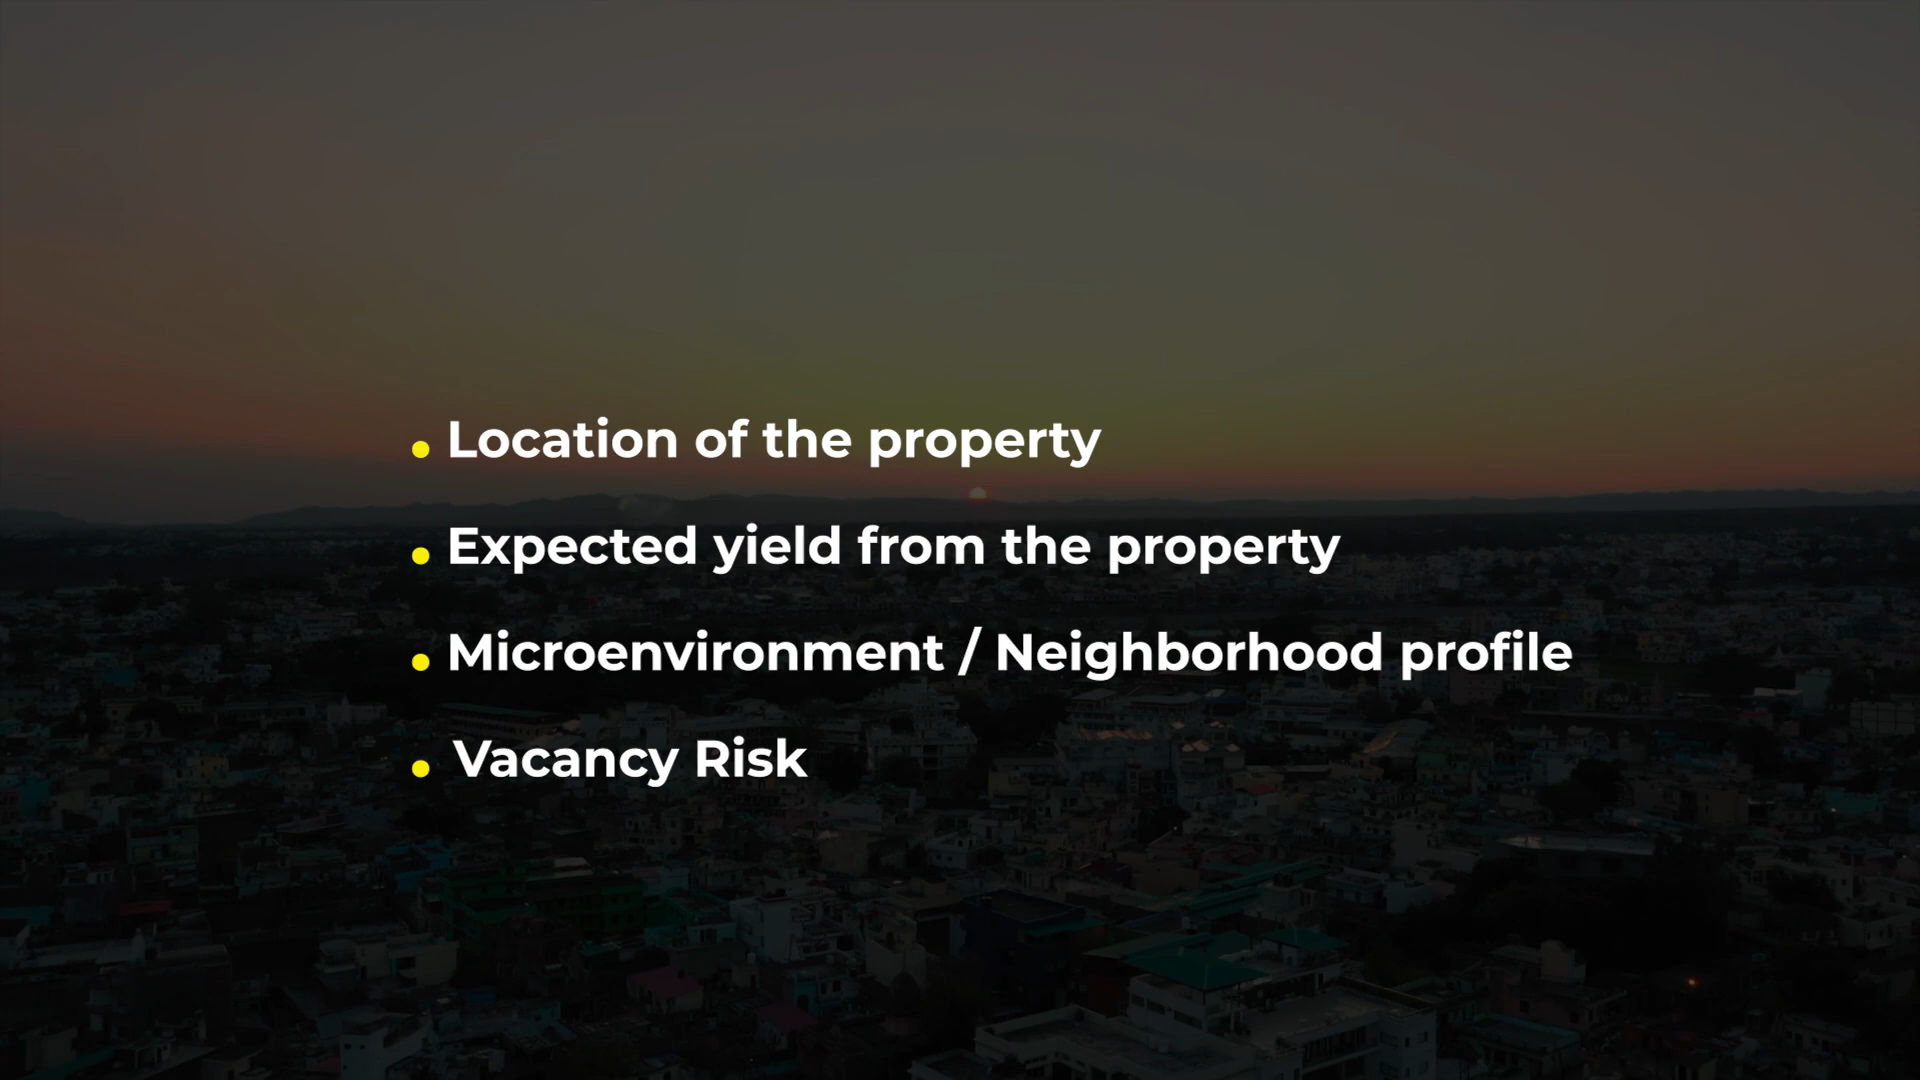 • Location of the property
• Expected yield from the property
• Microenvironment / Neighborhood profile
• Vacancy Risk